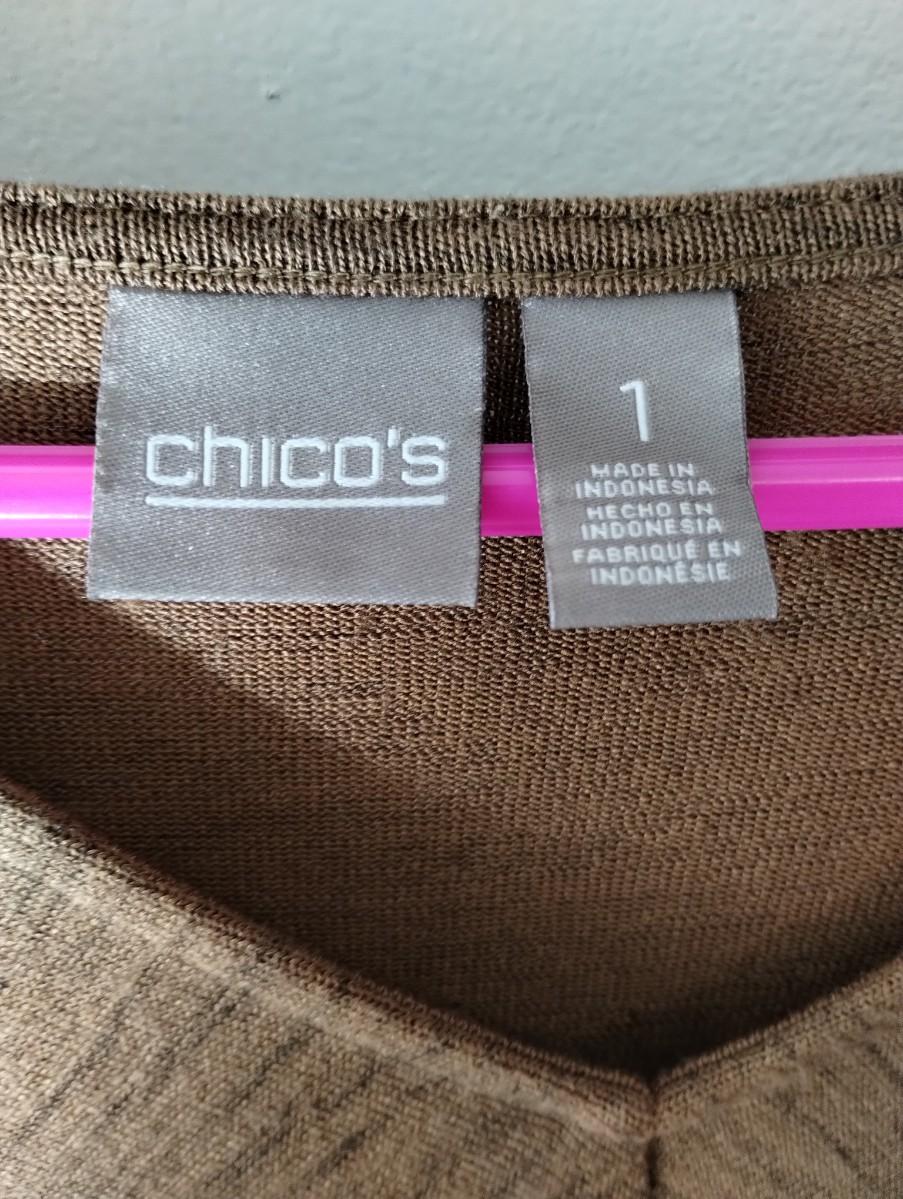 chico's
1
MADE IN
INDONESIA
HECHO EN
INDONESIA
FABRIQUÉ EN
INDONÉSIE